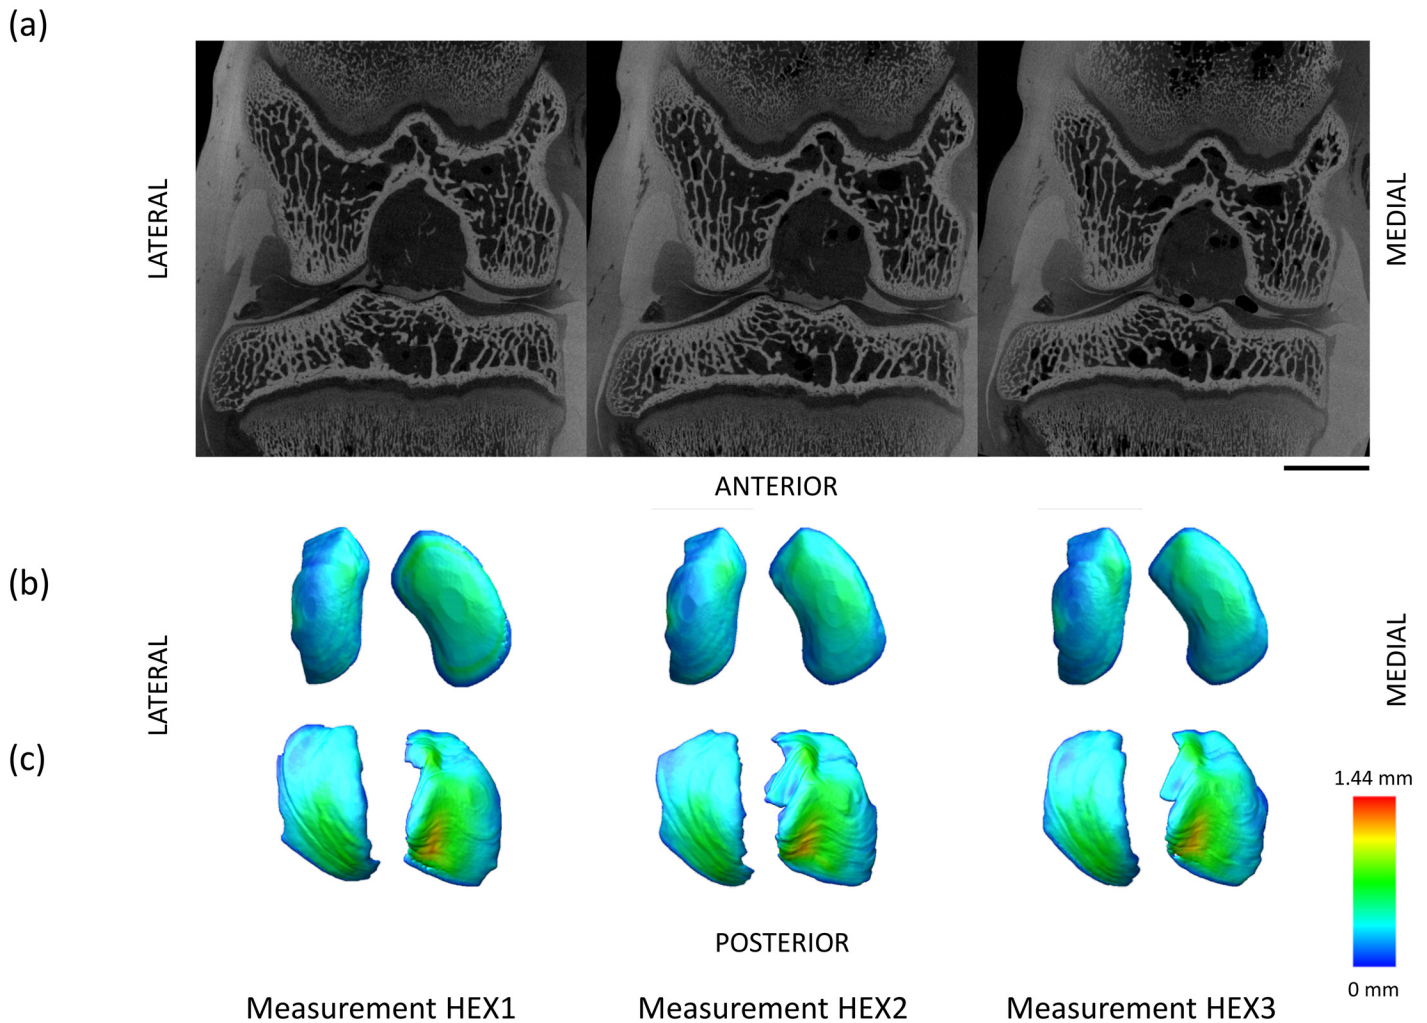 (a)
LATERAL
MEDIAL
ANTERIOR
(b)
LATERAL
MEDIAL
(c)
1.44 mm
0 mm
POSTERIOR
Measurement HEX1
Measurement HEX2
Measurement HEX3